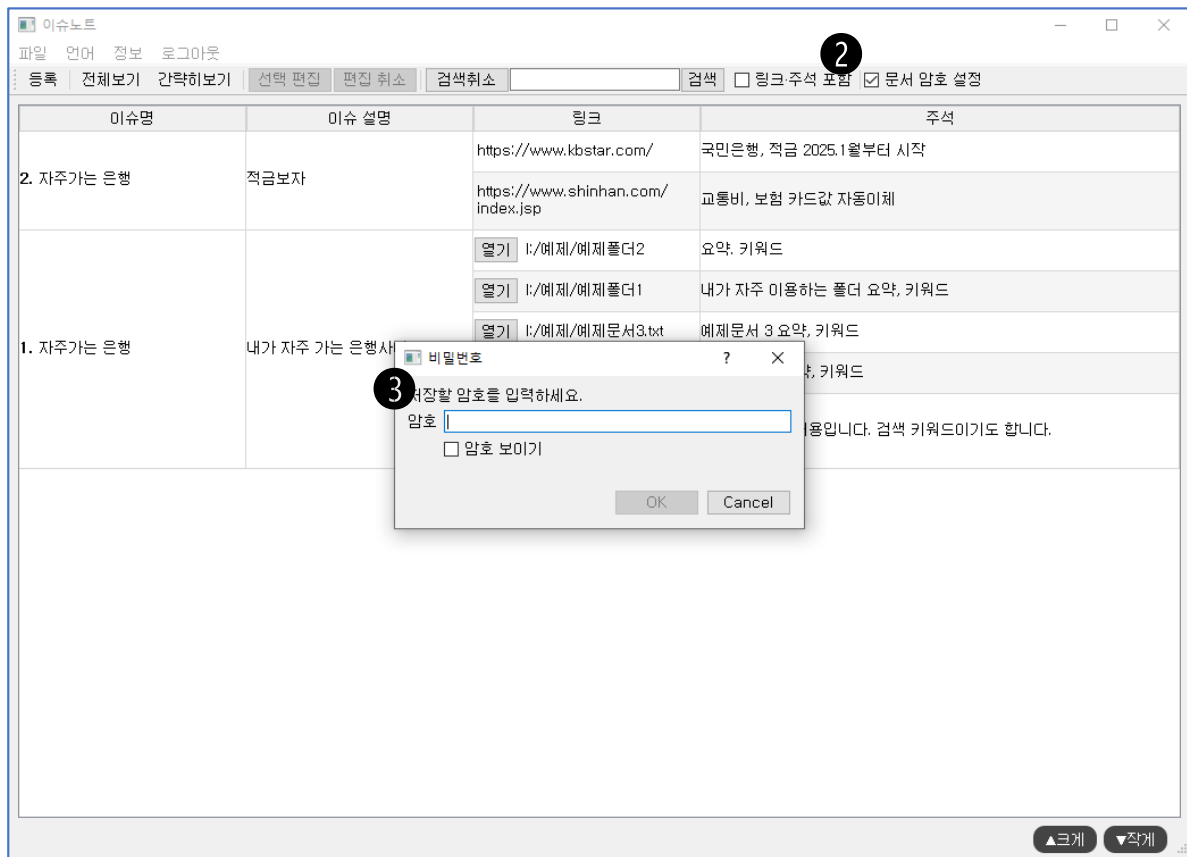 이슈노트
파일 언어 정보 로그아웃
2
등록 전체보기 간략히보기 선택 편집 편집 취소 검색취소 검색 링크·주석 포함 문서 암호 설정
이슈명 이슈 설명 링크 주석
2. 자주가는 은행 적금보자
https://www.kbstar.com/ 국민은행, 적금 2025.1월부터 시작
https://www.shinhan.com/
index.jsp
교통비, 보험 카드값 자동이체
열기 I:/예제/예제폴더2 요약. 키워드
열기 I:/예제/예제폴더1 내가 자주 이용하는 폴더 요약, 키워드
열기 I:/예제/예제문서3.txt 예제문서 3 요약, 키워드
1. 자주가는 은행 내가 자주 가는 은행사
키워드
검색 키워드이기도 합니다.
비밀번호 ?
3
저장할 암호를 입력하세요.
암호
암호 보이기
OK Cancel
▲크게 ▼작게